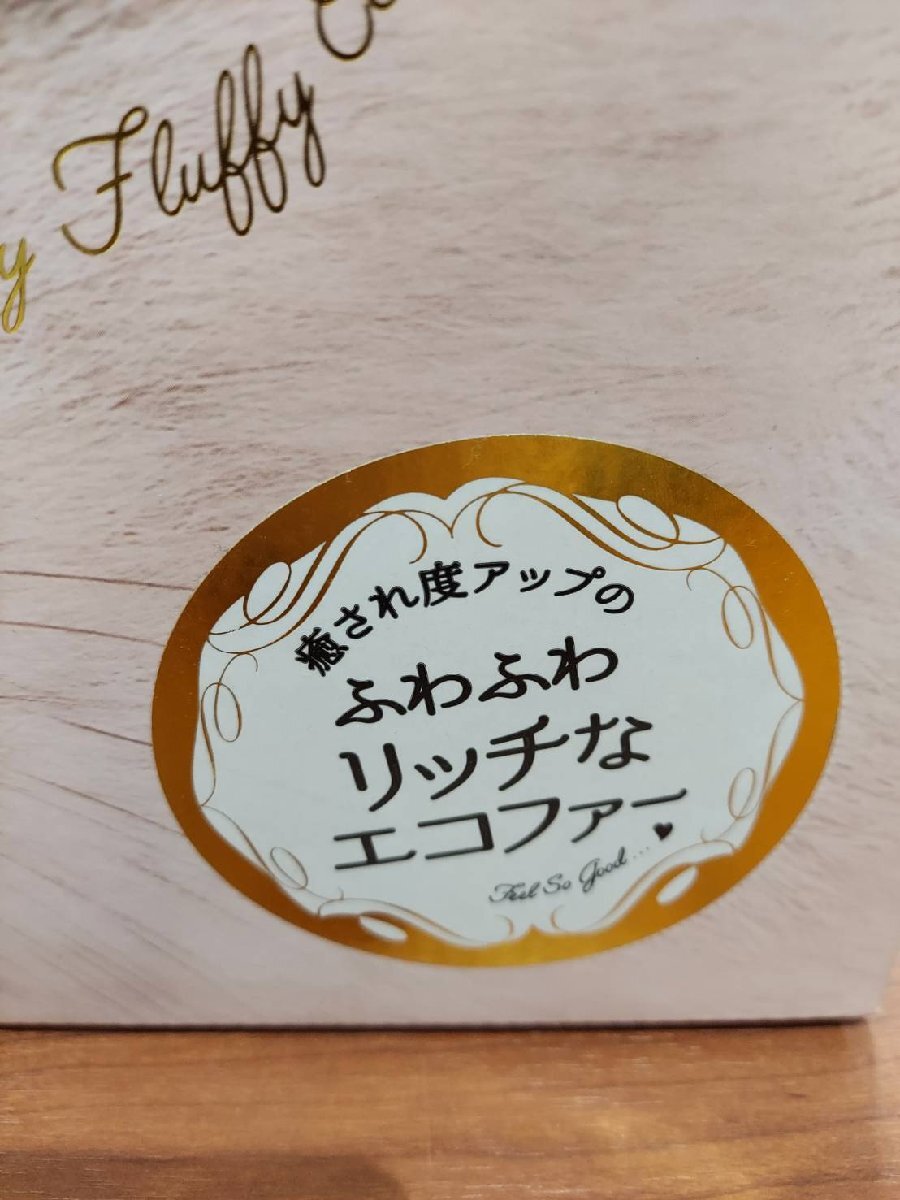 Fluffy
癒され度アップの
ふわふわ
リッチな
エコファー
Feel So Good...♥